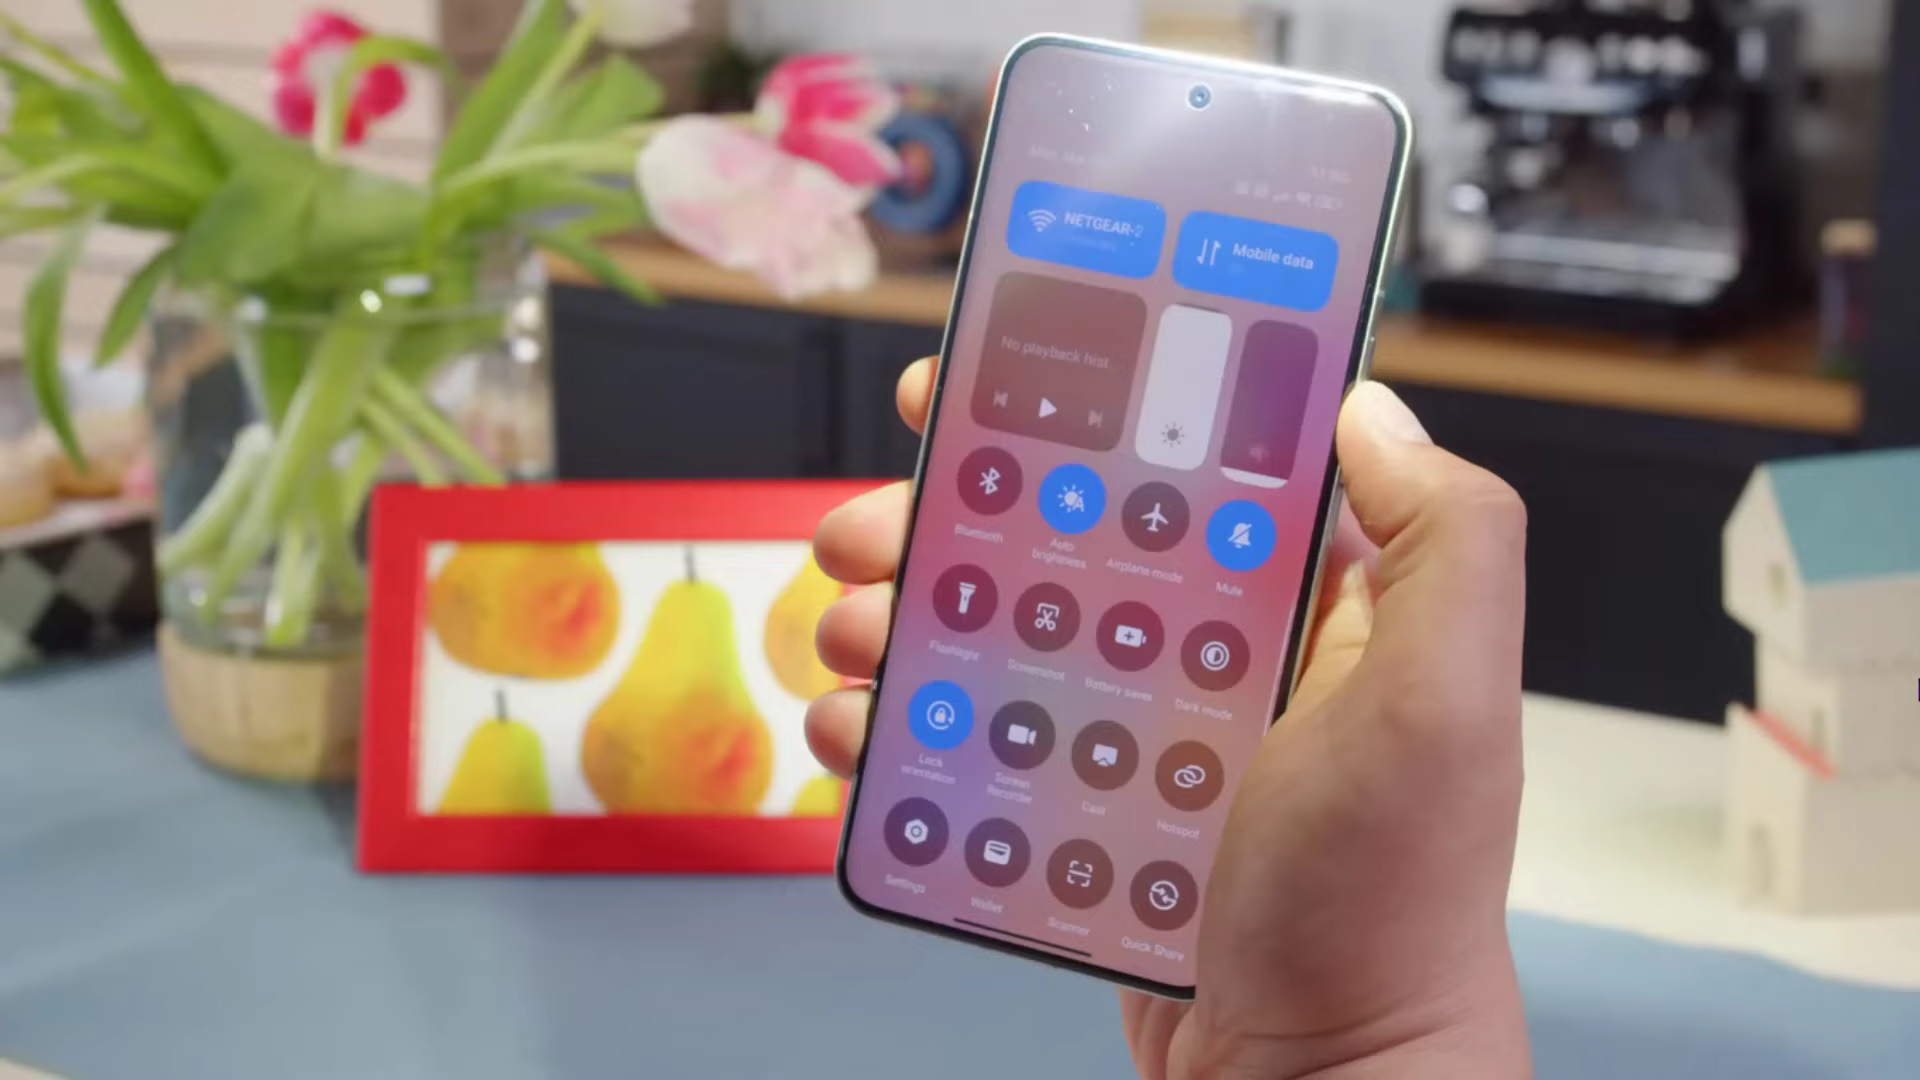 NETGEAR-2
Mobile data
No playback hist...
Bluetooth
Auto
brightness
Airplane mode
Mute
Flashlight
Screenshot
Battery saver
Dark mode
Lock
orientation
Screen
Recorder
Cast
Hotspot
Settings
Wallet
Scanner
Quick Share